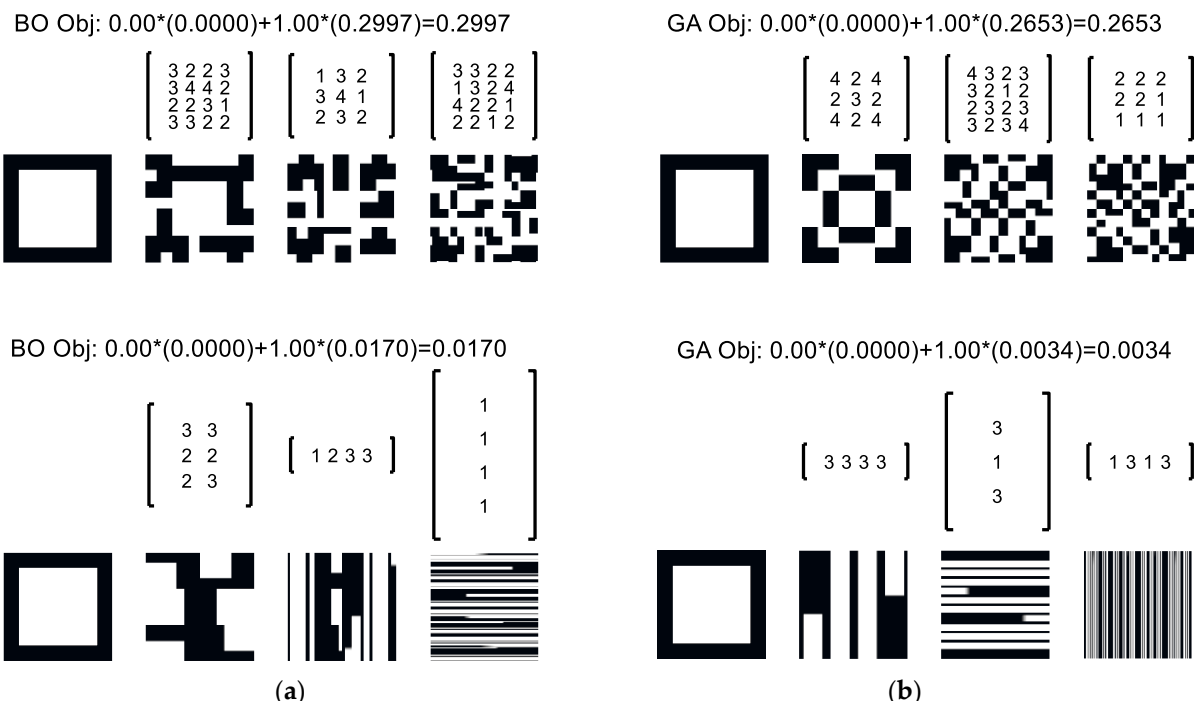 BO Obj: 0.00*(0.0000)+1.00*(0.2997)=0.2997
3 2 2 3
3 4 4 2
2 2 3 1
3 3 2 2
1 3 2
3 4 1
2 3 2
3 3 2 2
1 3 2 4
4 2 2 1
2 2 1 2
GA Obj: 0.00*(0.0000)+1.00*(0.2653)=0.2653
4 2 4
2 3 2
4 2 4
4 3 2 3
3 2 1 2
2 3 2 3
3 2 3 4
2 2 2
2 2 1
1 1 1
BO Obj: 0.00*(0.0000)+1.00*(0.0170)=0.0170
3 3
2 2
2 3
1 2 3 3
1
1
1
1
GA Obj: 0.00*(0.0000)+1.00*(0.0034)=0.0034
3 3 3 3
3
1
3
1 3 1 3
(a)
(b)